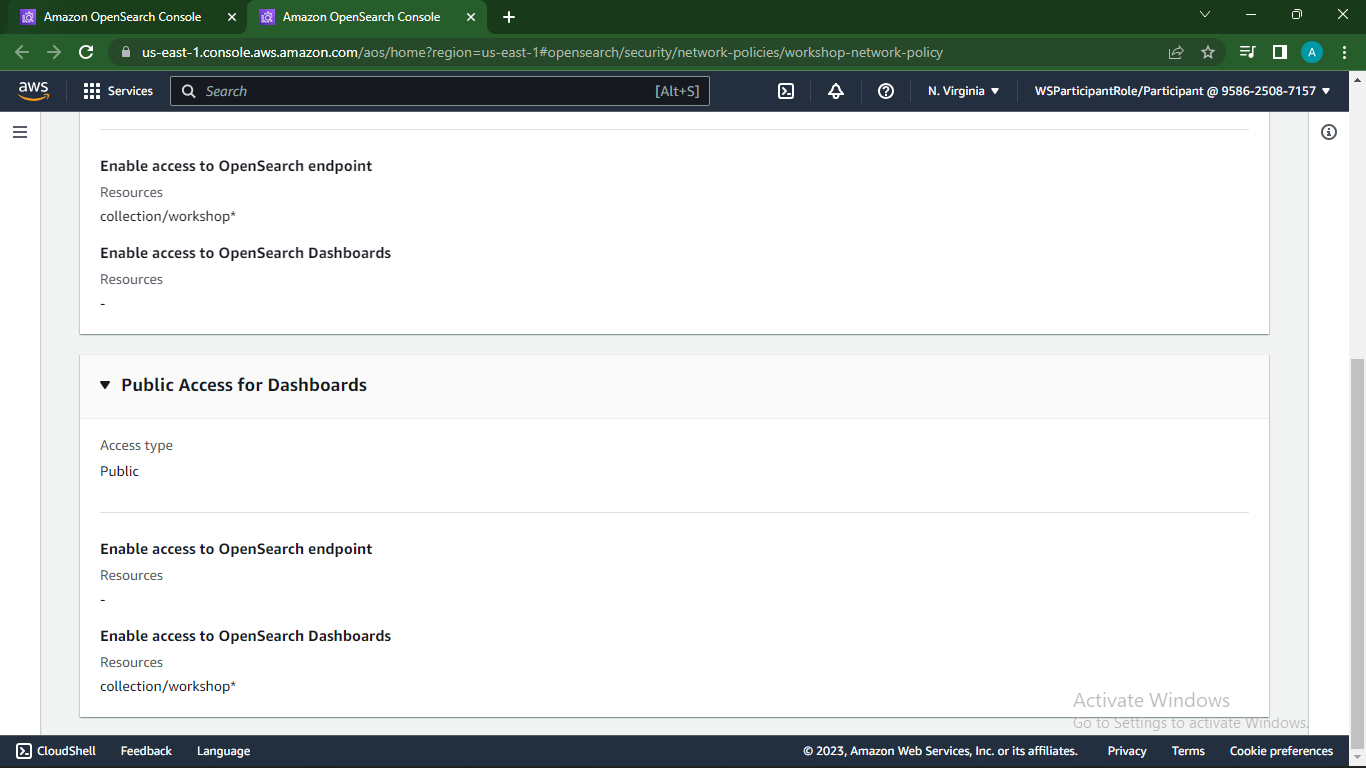 Amazon OpenSearch Console
Amazon OpenSearch Console
us-east-1.console.aws.amazon.com/aos/home?region=us-east-1#opensearch/security/network-policies/workshop-network-policy
A
aws
Services
Search
[Alt+S]
N. Virginia
WSParticipantRole/Participant @ 9586-2508-7157
Enable access to OpenSearch endpoint
Resources
collection/workshop*
Enable access to OpenSearch Dashboards
Resources
-
Public Access for Dashboards
Access type
Public
Enable access to OpenSearch endpoint
Resources
-
Enable access to OpenSearch Dashboards
Resources
collection/workshop*
Activate Windows
Go to Settings to activate Windows.
CloudShell
Feedback
Language
© 2023, Amazon Web Services, Inc. or its affiliates.
Privacy
Terms
Cookie preferences